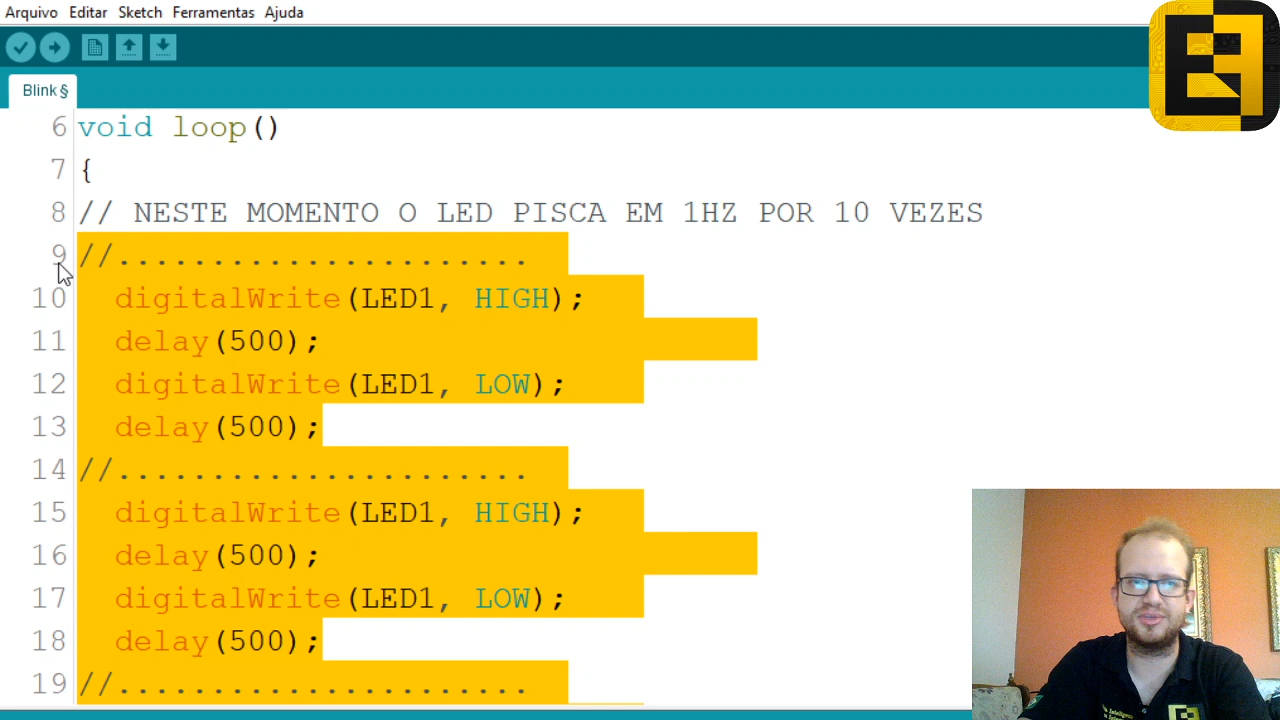 Arquivo Editar Sketch Ferramentas Ajuda
Blink §
6 void loop()
7 {
8 // NESTE MOMENTO O LED PISCA EM 1HZ POR 10 VEZES
9 //......................
10 digitalWrite(LED1, HIGH);
11 delay(500);
12 digitalWrite(LED1, LOW);
13 delay(500);
14 //......................
15 digitalWrite(LED1, HIGH);
16 delay(500);
17 digitalWrite(LED1, LOW);
18 delay(500);
19 //......................